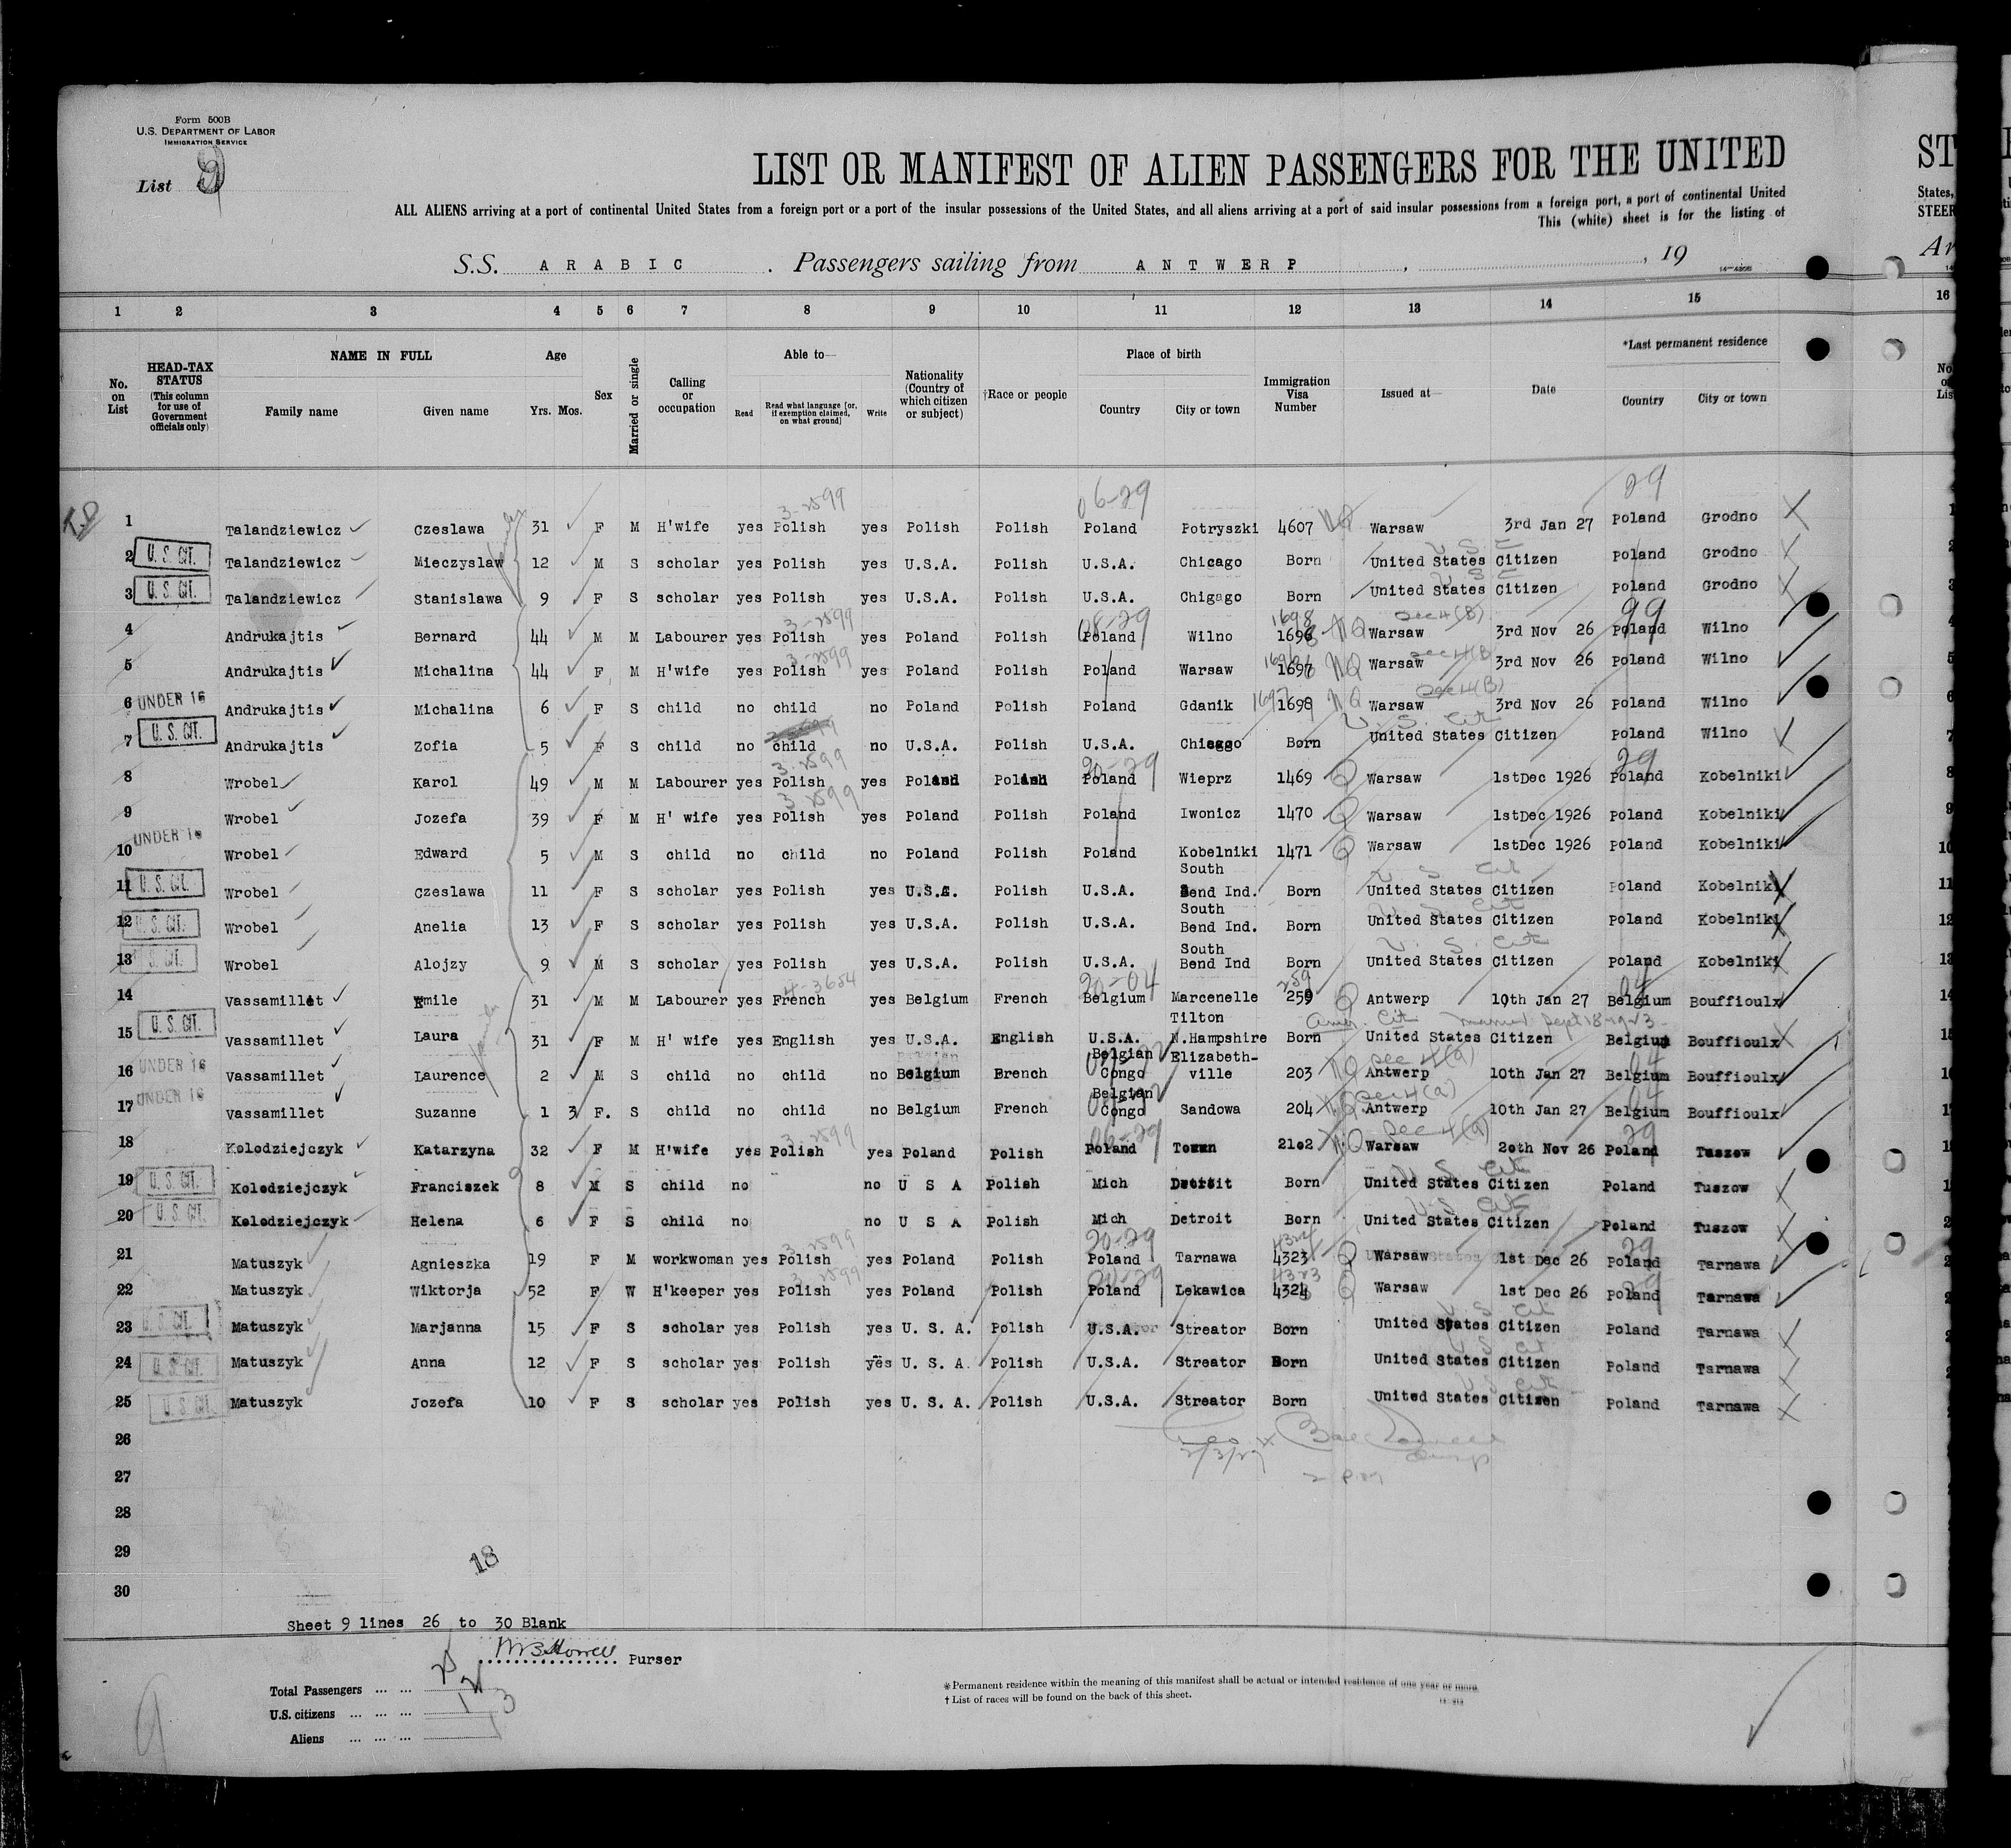 Form 500B
U.S. DEPARTMENT OF LABOR
IMMIGRATION SERVICE
List 9
LIST OR MANIFEST OF ALIEN PASSENGERS FOR THE UNITED
ALL ALIENS arriving at a port of continental United States from a foreign port or a port of the insular possessions of the United States, and all aliens arriving at a port of said insular possessions from a foreign port, a port of continental United
This (white) sheet is for the listing of
S.S. ARABIC . Passengers sailing from ANTWERP , , 19
1 2 3 4 5 6 7 8 9 10 11 12 13 14 15
No. on List
HEAD-TAX STATUS (This column for use of Government officials only)
NAME IN FULL Family name Given name
Age Yrs. Mos.
Sex
Married or single
Calling or occupation
Able to— Read Read what language [or, if exemption claimed, on what ground] Write
Nationality (Country of which citizen or subject)
†Race or people
Place of birth Country City or town
Immigration Visa Number
Issued at—
Date
*Last permanent residence Country City or town
1 Talandziewicz Czeslawa 31 F M H'wife yes Polish yes Polish Polish Poland Potryszki 4607 Warsaw 3rd Jan 27 Poland Grodno
2 U.S. CIT. Talandziewicz Mieczyslaw 12 M S scholar yes Polish yes U.S.A. Polish U.S.A. Chicago Born United States Citizen Poland Grodno
3 U.S. CIT. Talandziewicz Stanislawa 9 F S scholar yes Polish yes U.S.A. Polish U.S.A. Chigago Born United States Citizen Poland Grodno
4 Andrukajtis Bernard 44 M M Labourer yes Polish yes Poland Polish Poland Wilno 1696 1698 Warsaw 3rd Nov 26 Poland Wilno
5 Andrukajtis Michalina 44 F M H'wife yes Polish yes Poland Polish Poland Warsaw 1697 Warsaw 3rd Nov 26 Poland Wilno
6 UNDER 16 Andrukajtis Michalina 6 F S child no child no Poland Polish Poland Gdanik 1697 1698 Warsaw 3rd Nov 26 Poland Wilno
7 U.S. CIT. Andrukajtis Zofia 5 F S child no child no U.S.A. Polish U.S.A. Chicago Born United States Citizen Poland Wilno
8 Wrobel Karol 49 M M Labourer yes Polish yes Poland Polish Poland Wieprz 1469 Warsaw 1stDec 1926 Poland Kobelniki
9 Wrobel Jozefa 39 F M H' wife yes Polish yes Poland Polish Poland Iwonicz 1470 Warsaw 1stDec 1926 Poland Kobelniki
10 UNDER 16 Wrobel Edward 5 M S child no child no Poland Polish Poland Kobelniki 1471 Warsaw 1stDec 1926 Poland Kobelniki
11 U.S. CIT. Wrobel Czeslawa 11 F S scholar yes Polish yes U.S.A. Polish U.S.A. South Bend Ind. Born United States Citizen Poland Kobelniki
12 U.S. CIT. Wrobel Anelia 13 F S scholar yes Polish yes U.S.A. Polish U.S.A. South Bend Ind. Born United States Citizen Poland Kobelniki
13 U.S. CIT. Wrobel Alojzy 9 M S scholar yes Polish yes U.S.A. Polish U.S.A. South Bend Ind Born United States Citizen Poland Kobelniki
14 Vassamillet Emile 31 M M Labourer yes French yes Belgium French Belgium Marcenelle 259 Antwerp 10th Jan 27 Belgium Bouffioulx
15 U.S. CIT. Vassamillet Laura 31 F M H' wife yes English yes U.S.A. English U.S.A. Tilton N.Hampshire Born United States Citizen Belgium Bouffioulx
16 UNDER 16 Vassamillet Laurence 2 M S child no child no Belgium French Belgian Congo Elizabeth-ville 203 Antwerp 10th Jan 27 Belgium Bouffioulx
17 UNDER 16 Vassamillet Suzanne 1 3 F. S child no child no Belgium French Belgian Congo Sandowa 204 Antwerp 10th Jan 27 Belgium Bouffioulx
18 Kolodziejczyk Katarzyna 32 F M H'wife yes Polish yes Poland Polish Poland 21o2 Warsaw 2oth Nov 26 Poland Tuszow
19 U.S. CIT. Kolodziejczyk Franciszek 8 M S child no no U S A Polish Mich Detroit Born United States Citizen Poland Tuszow
20 U.S. CIT. Kolodziejczyk Helena 6 F S child no no U S A Polish Mich Detroit Born United States Citizen Poland Tuszow
21 Matuszyk Agnieszka 19 F M workwoman yes Polish yes Poland Polish Poland Tarnawa 4323 4324 Warsaw 1st Dec 26 Poland Tarnawa
22 Matuszyk Wiktorja 52 F W H'keeper yes Polish yes Poland Polish Poland Lekawica 4324 4323 Warsaw 1st Dec 26 Poland Tarnawa
23 U.S. CIT. Matuszyk Marjanna 15 F S scholar yes Polish yes U. S. A. Polish U.S.A. Streator Born United States Citizen Poland Tarnawa
24 U.S. CIT. Matuszyk Anna 12 F S scholar yes Polish yes U. S. A. Polish U.S.A. Streator Born United States Citizen Poland Tarnawa
25 U.S. CIT. Matuszyk Jozefa 10 F S scholar yes Polish yes U. S. A. Polish U.S.A. Streator Born United States Citizen Poland Tarnawa
26
27
28
29
30
18
Sheet 9 lines 26 to 30 Blank
Purser
Total Passengers ... ...
U.S. citizens ... ... ...
Aliens ... ... ...
* Permanent residence within the meaning of this manifest shall be actual or intended residence of one year or more.
† List of races will be found on the back of this sheet.
9